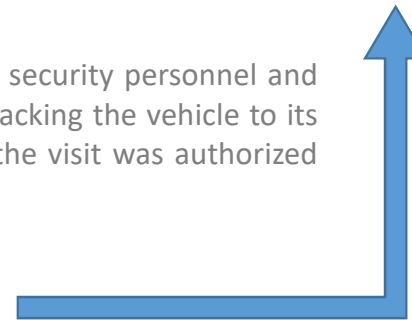 security personnel and
acking the vehicle to its
the visit was authorized